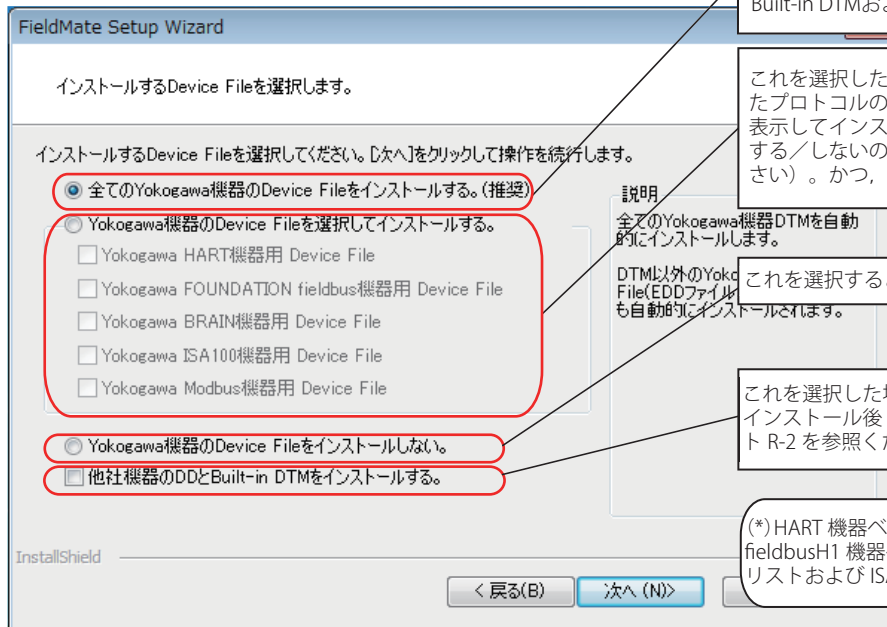 Built-in DTMおよ
FieldMate Setup Wizard
インストールするDevice Fileを選択します。
これを選択した
たプロトコルの
表示してインス
する／しないの
さい）。かつ，
インストールするDevice Fileを選択してください。[次へ]をクリックして操作を続行します。
全てのYokogawa機器のDevice Fileをインストールする。(推奨)
Yokogawa機器のDevice Fileを選択してインストールする。
Yokogawa HART機器用 Device File
Yokogawa FOUNDATION fieldbus機器用 Device File
Yokogawa BRAIN機器用 Device File
Yokogawa ISA100機器用 Device File
Yokogawa Modbus機器用 Device File
説明
全てのYokogawa機器DTMを自動
的にインストールします。
DTM以外のYoko
File(EDDファイル
も自動的にインストールされます。
これを選択する
Yokogawa機器のDevice Fileをインストールしない。
他社機器のDDとBuilt-in DTMをインストールする。
これを選択した
インストール後
ト R-2 を参照く
(*) HART 機器ベ
fieldbusH1 機器
リストおよび IS
InstallShield
< 戻る(B)
次へ (N)>